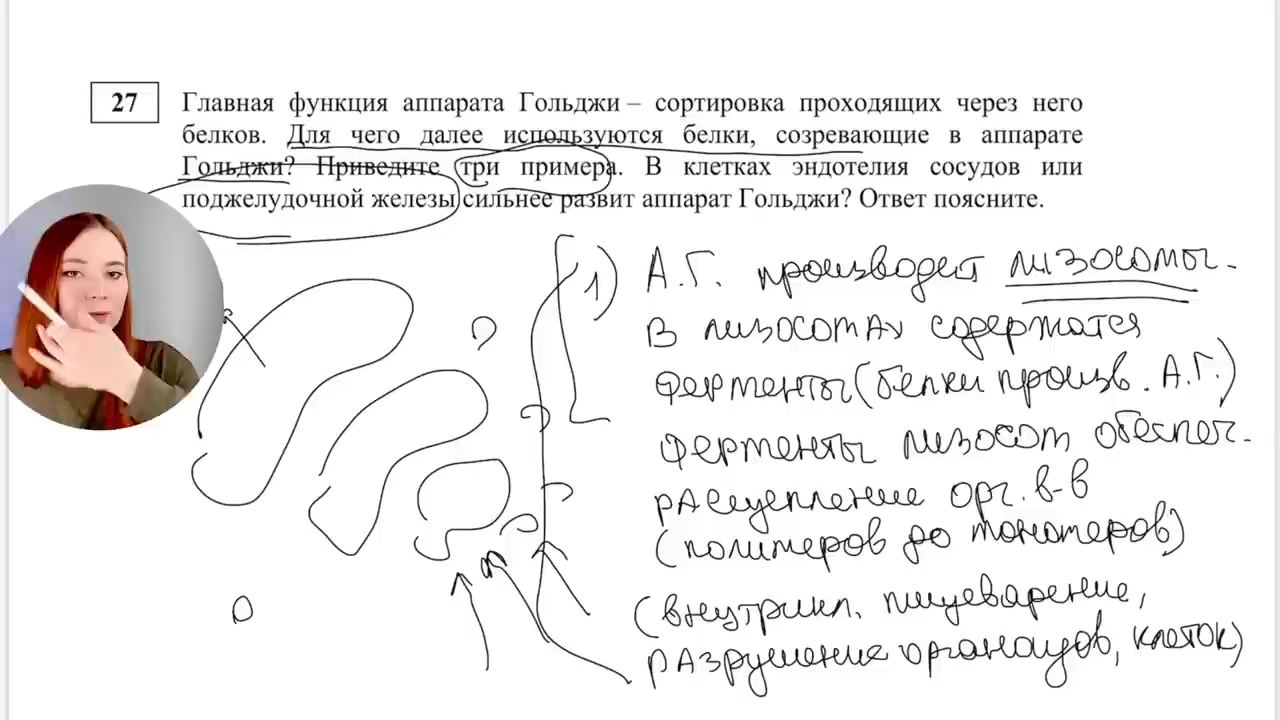 27
Главная функция аппарата Гольджи – сортировка проходящих через него
белков. Для чего далее используются белки, созревающие в аппарате
Гольджи? Приведите три примера. В клетках эндотелия сосудов или
поджелудочной железы сильнее развит аппарат Гольджи? Ответ поясните.
1) А.Г. производет лизосомы.
В лизосомах содержатся
ферменты (белки произв. А.Г.)
Ферменты лизосом обеспеч.
расщепление орг. в-в
(полимеров до мономеров)
(внутрикл. пищеварение,
разрушение органоидов, клеток)